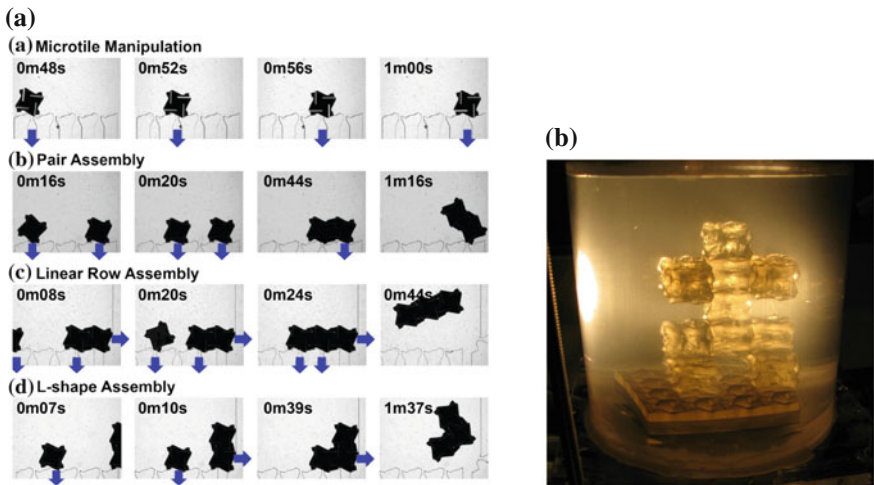 (a)
(a) Microtile Manipulation
0m48s 0m52s 0m56s 1m00s
(b) Pair Assembly
0m16s 0m20s 0m44s 1m16s
(c) Linear Row Assembly
0m08s 0m20s 0m24s 0m44s
(d) L-shape Assembly
0m07s 0m10s 0m39s 1m37s
(b)